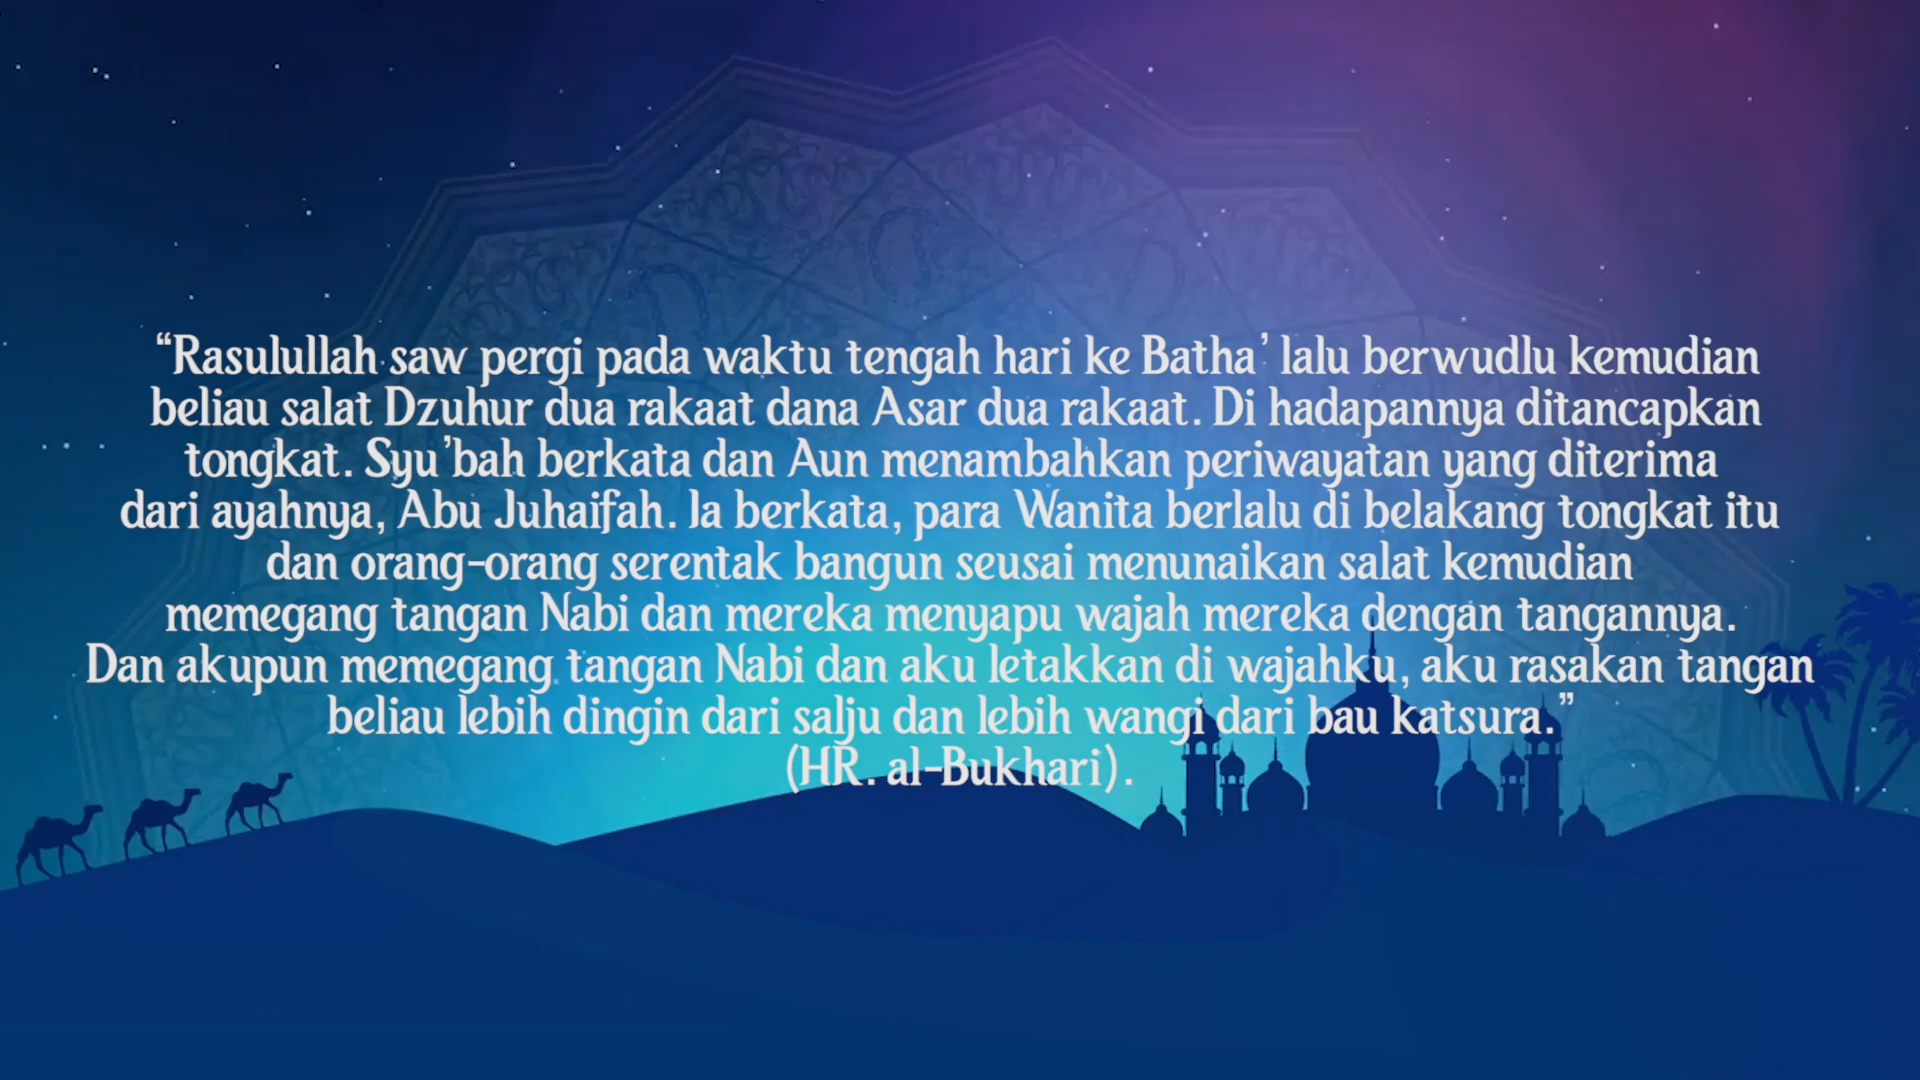 “Rasulullah saw pergi pada waktu tengah hari ke Batha’ lalu berwudlu kemudian
beliau salat Dzuhur dua rakaat dana Asar dua rakaat. Di hadapannya ditancapkan
tongkat. Syu’bah berkata dan Aun menambahkan periwayatan yang diterima
dari ayahnya, Abu Juhaifah. Ia berkata, para Wanita berlalu di belakang tongkat itu
dan orang-orang serentak bangun seusai menunaikan salat kemudian
memegang tangan Nabi dan mereka menyapu wajah mereka dengan tangannya.
Dan akupun memegang tangan Nabi dan aku letakkan di wajahku, aku rasakan tangan
beliau lebih dingin dari salju dan lebih wangi dari bau katsura.”
(HR. al-Bukhari).